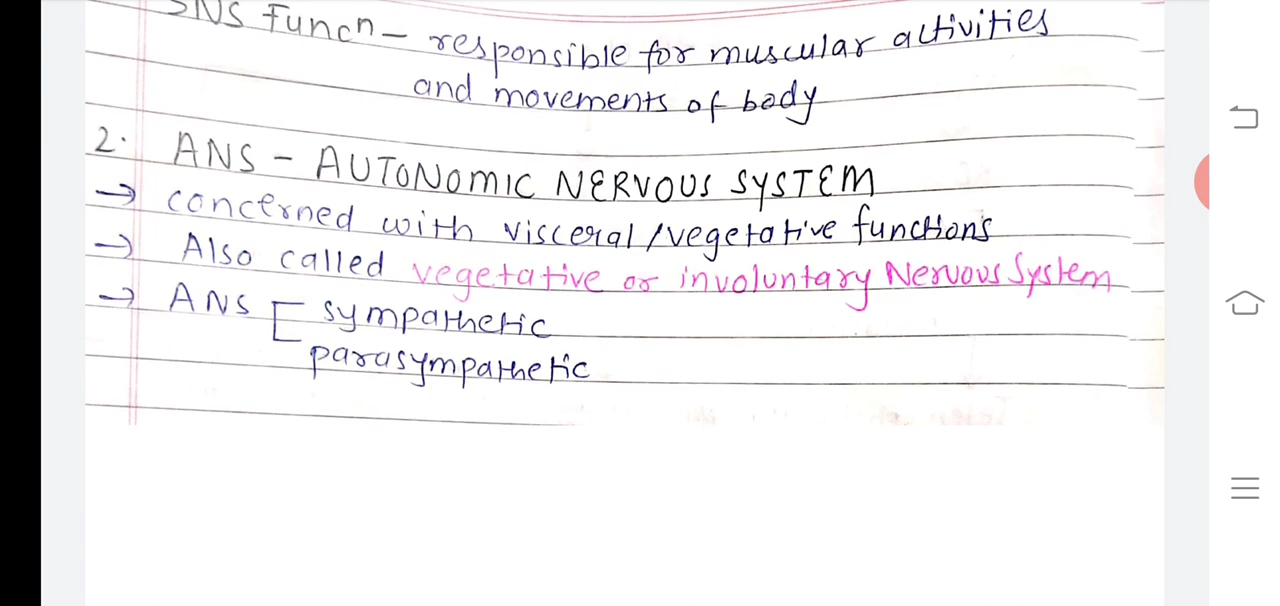 SNS Funcn - responsible for muscular activities
and movements of body
2. ANS - AUTONOMIC NERVOUS SYSTEM
→ concerned with visceral/vegetative functions
→ Also called vegetative or involuntary Nervous System
→ ANS [ sympathetic
parasympathetic